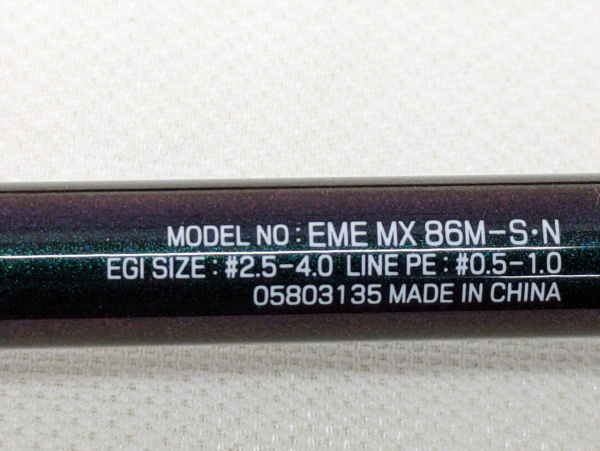 MODEL NO : EME MX 86M-S・N
EGI SIZE : #2.5-4.0 LINE PE : #0.5-1.0
05803135 MADE IN CHINA